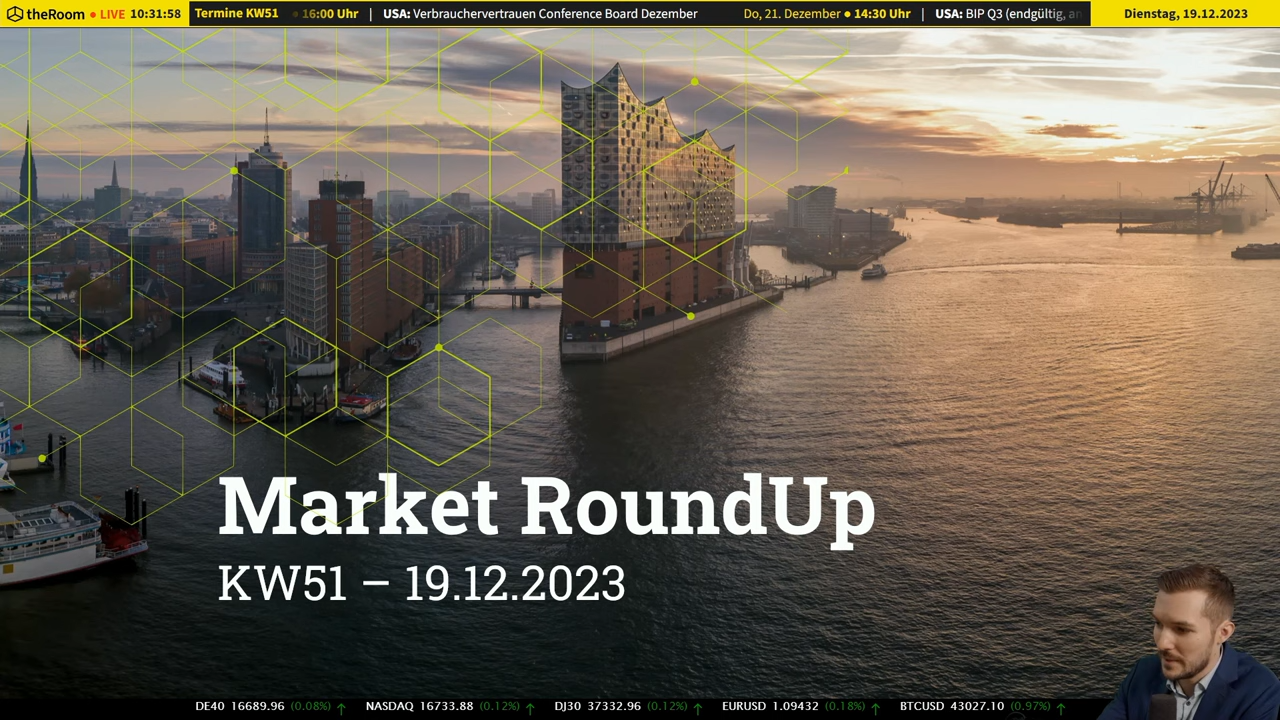 theRoom ● LIVE 10:31:58 Termine KW51 16:00 Uhr | USA: Verbrauchervertrauen Conference Board Dezember Do, 21. Dezember ● 14:30 Uhr | USA: BIP Q3 (endgültig, an Dienstag, 19.12.2023
Market RoundUp
KW51 – 19.12.2023
DE40 16689.96 (0.08%) ↑ NASDAQ 16733.88 (0.12%) ↑ DJ30 37332.96 (0.12%) ↑ EURUSD 1.09432 (0.18%) ↑ BTCUSD 43027.10 (0.97%) ↑